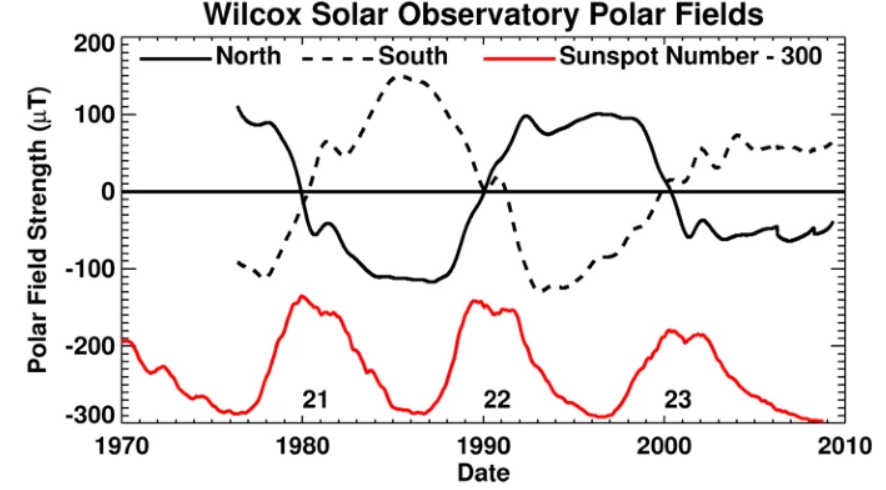 Wilcox Solar Observatory Polar Fields
North South Sunspot Number - 300
Polar Field Strength (μT)
200
100
0
-100
-200
-300
21 22 23
1970 1980 1990 2000 2010
Date